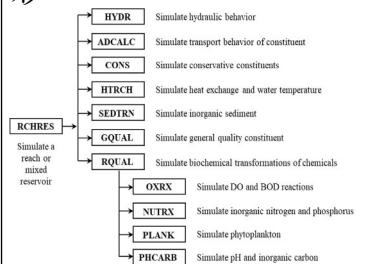 HYDR Simulate hydraulic behavior
ADCALC Simulate transport behavior of constituent
CONS Simulate conservative constituents
HTRCH Simulate heat exchange and water temperature
SEDTRN Simulate inorganic sediment
RCHRES
Simulate a
reach or
mixed
reservoir
GQUAL Simulate general quality constituent
RQUAL Simulate biochemical transformations of chemicals
OXRX Simulate DO and BOD reactions
NUTRX Simulate inorganic nitrogen and phosphorus
PLANK Simulate phytoplankton
PHCARB Simulate pH and inorganic carbon